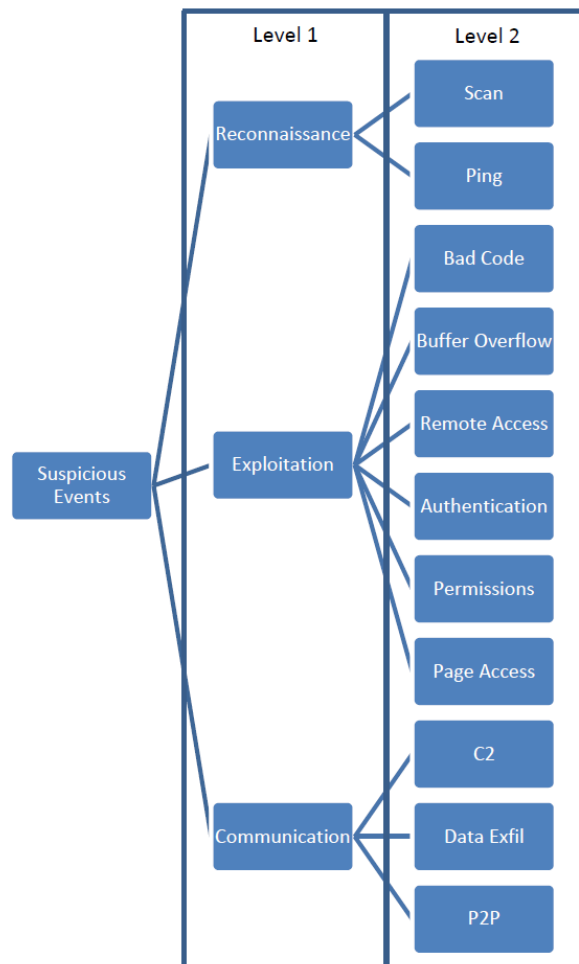 Level 1
Level 2
Scan
Reconnaissance
Ping
Bad Code
Buffer Overflow
Remote Access
Suspicious
Events
Exploitation
Authentication
Permissions
Page Access
C2
Communication
Data Exfil
P2P